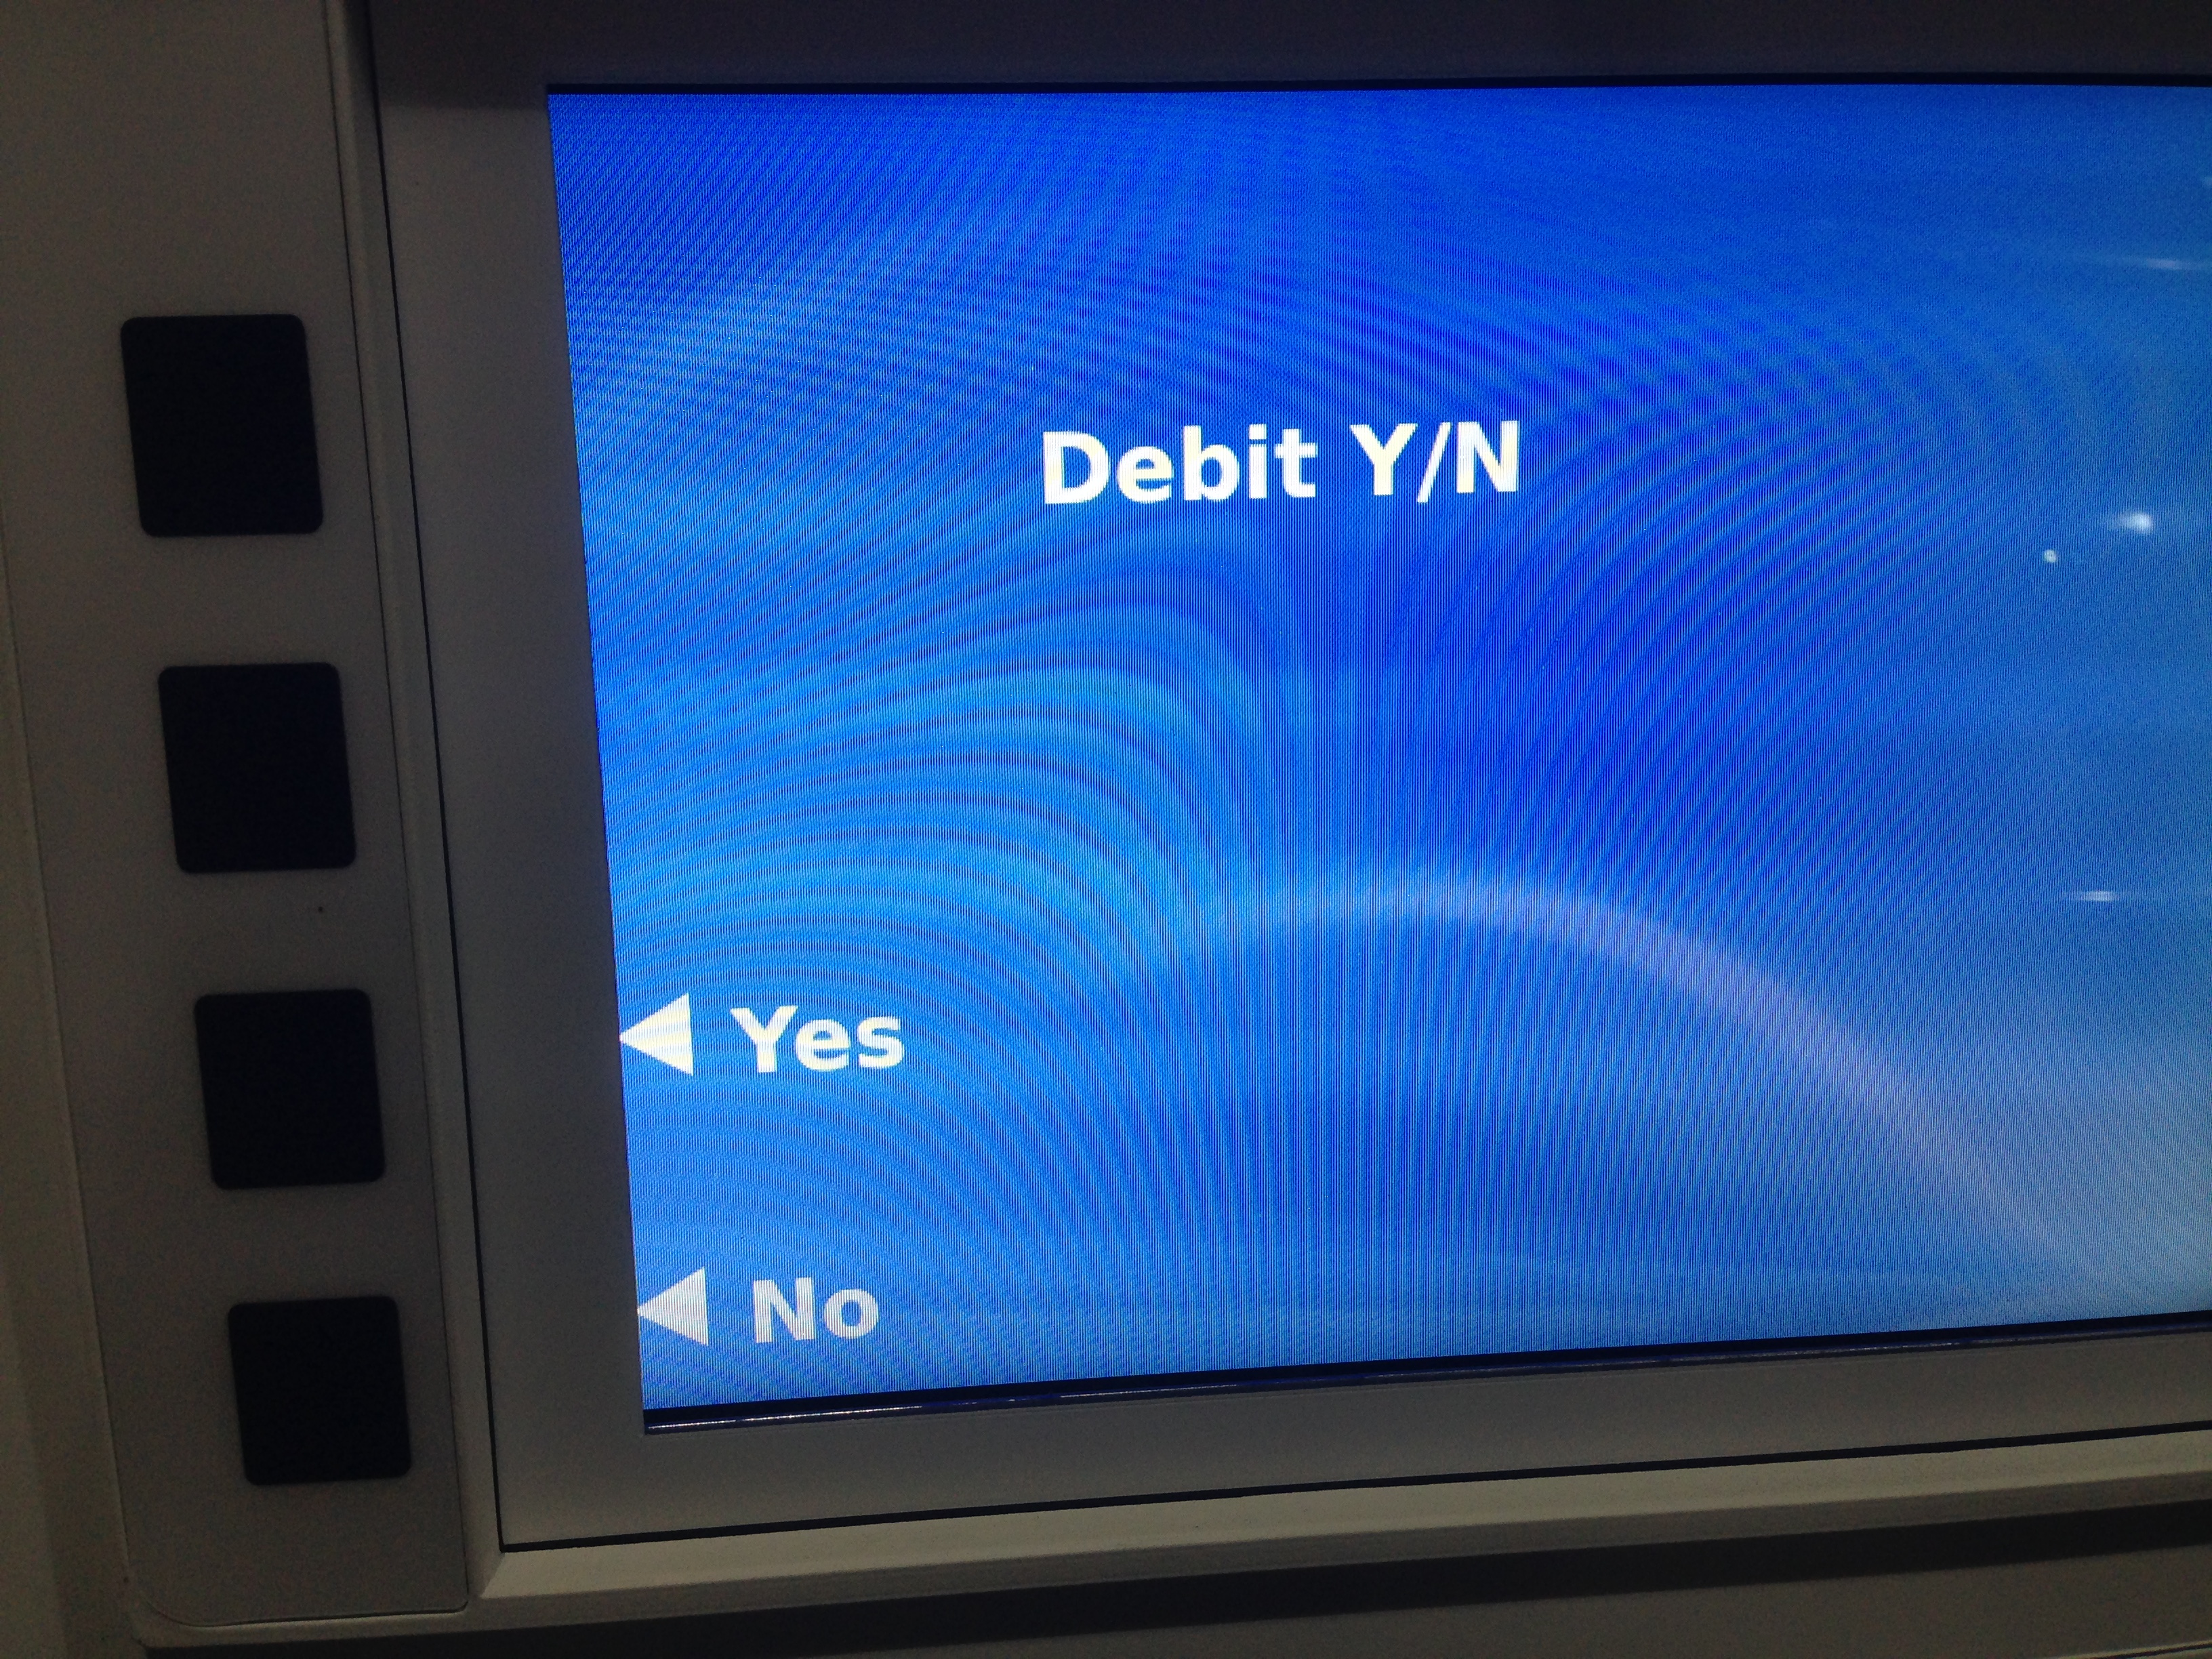 Debit Y/N
Yes
No